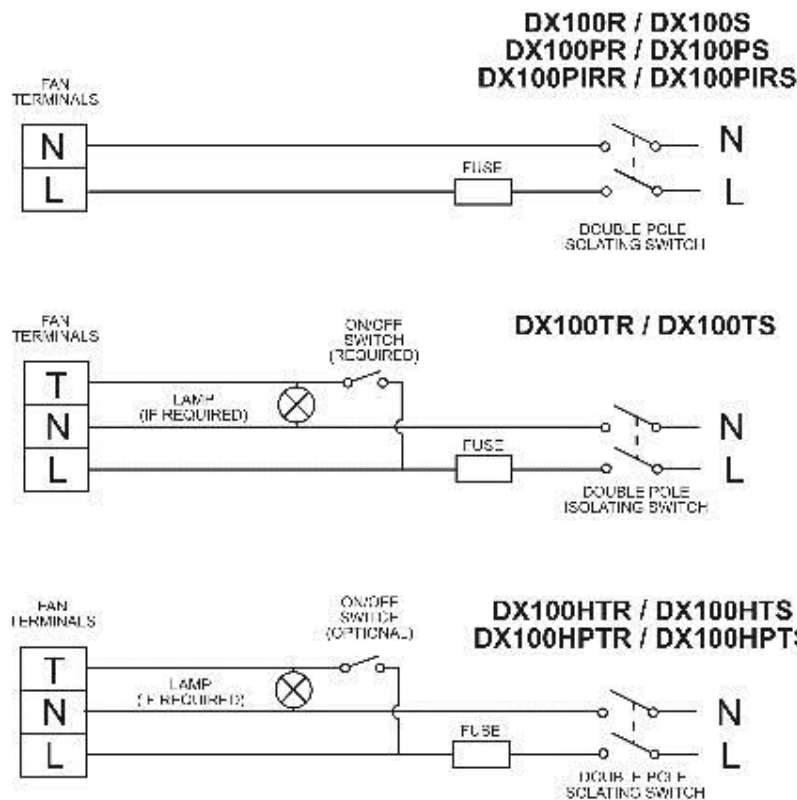 DX100R / DX100S
DX100PR / DX100PS
DX100PIRR / DX100PIRS
FAN
TERMINALS
N
L
FUSE
N
L
DOUBLE POLE
ISOLATING SWITCH
DX100TR / DX100TS
FAN
TERMINALS
ON/OFF
SWITCH
(REQUIRED)
T
N
L
LAMP
(IF REQUIRED)
FUSE
N
L
DOUBLE POLE
ISOLATING SWITCH
DX100HTR / DX100HTS
DX100HPTR / DX100HPTS
FAN
TERMINALS
ON/OFF
SWITCH
(OPTIONAL)
T
N
L
LAMP
(IF REQUIRED)
FUSE
N
L
DOUBLE POLE
ISOLATING SWITCH